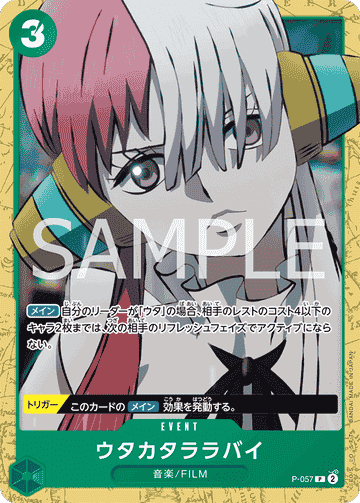 3
SAMPLE
メイン 自分のリーダーが「ウタ」の場合、相手のレストのコスト4以下の
キャラ2枚までは、次の相手のリフレッシュフェイズでアクティブになら
ない。
トリガー このカードの メイン 効果を発動する。
EVENT
ウタカタララバイ
音楽/FILM
P-057 P 2